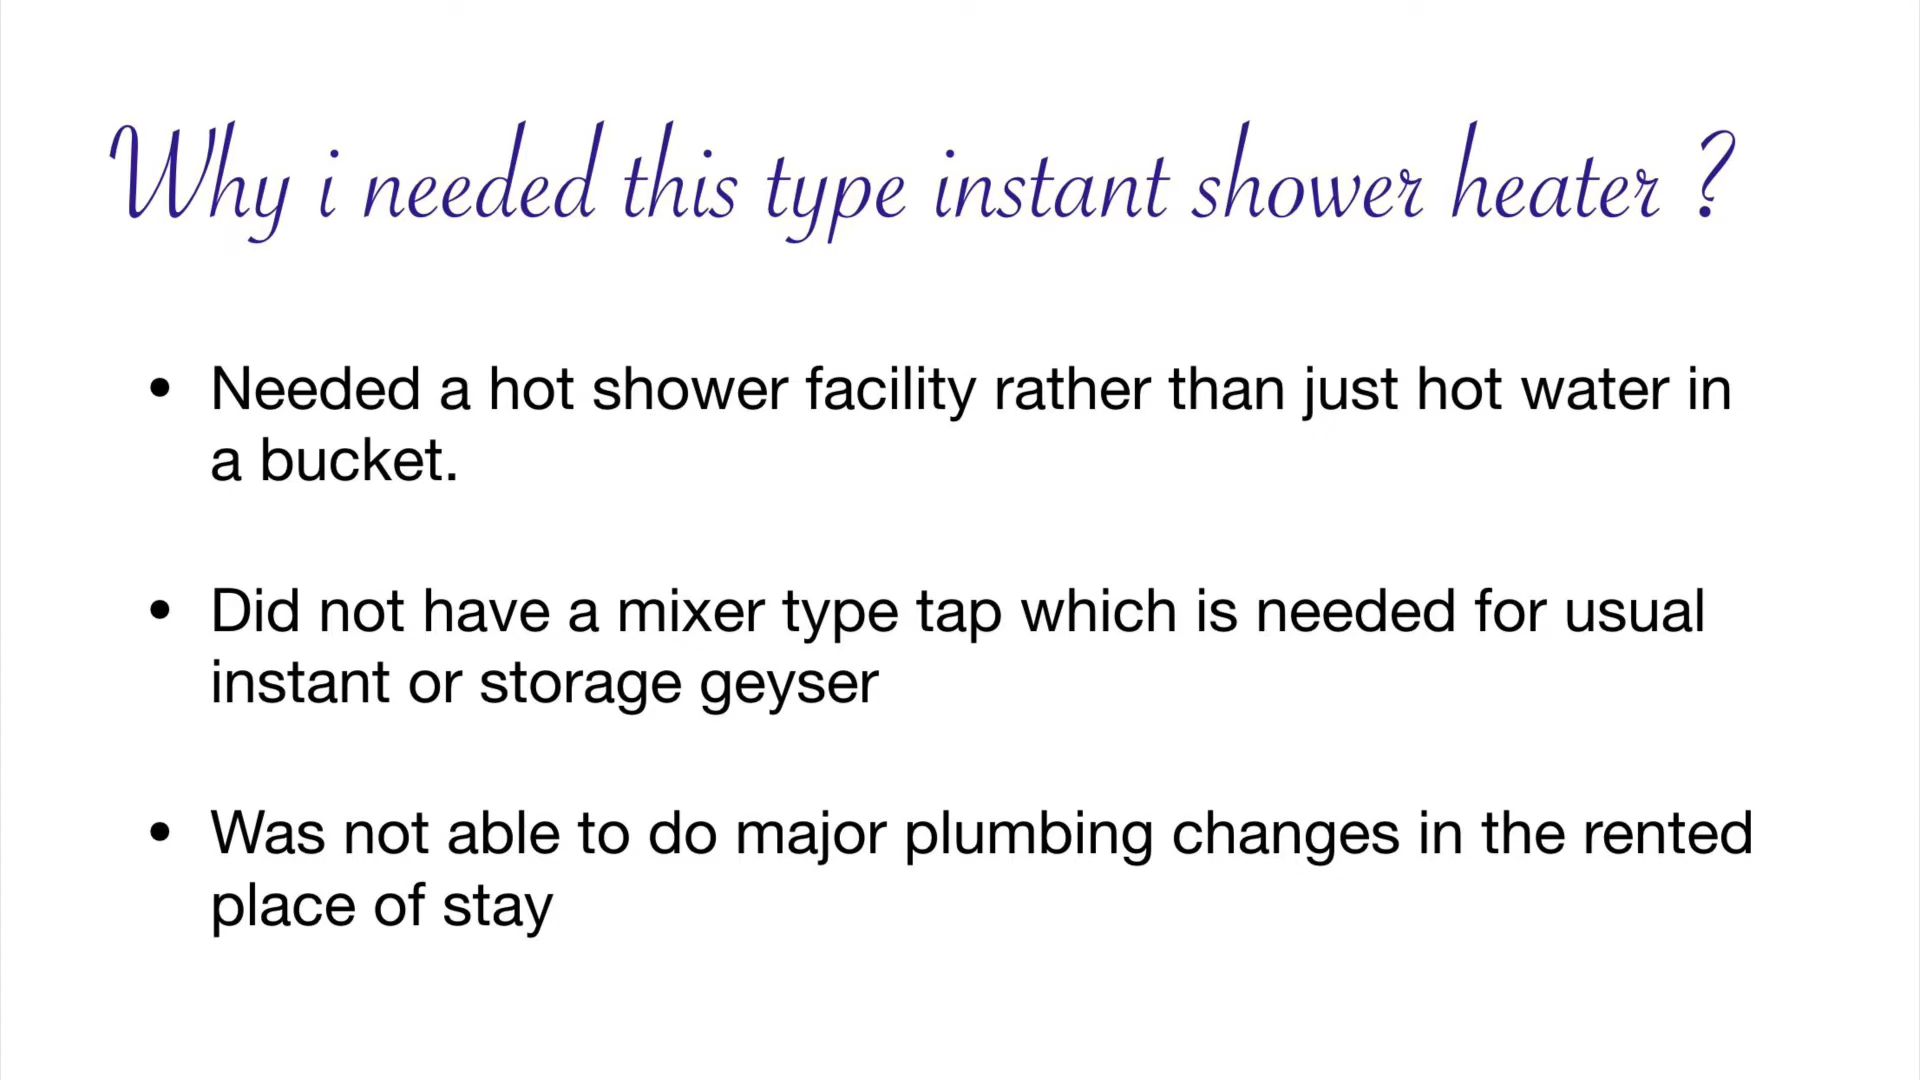 Why i needed this type instant shower heater ?
• Needed a hot shower facility rather than just hot water in
a bucket.
• Did not have a mixer type tap which is needed for usual
instant or storage geyser
• Was not able to do major plumbing changes in the rented
place of stay